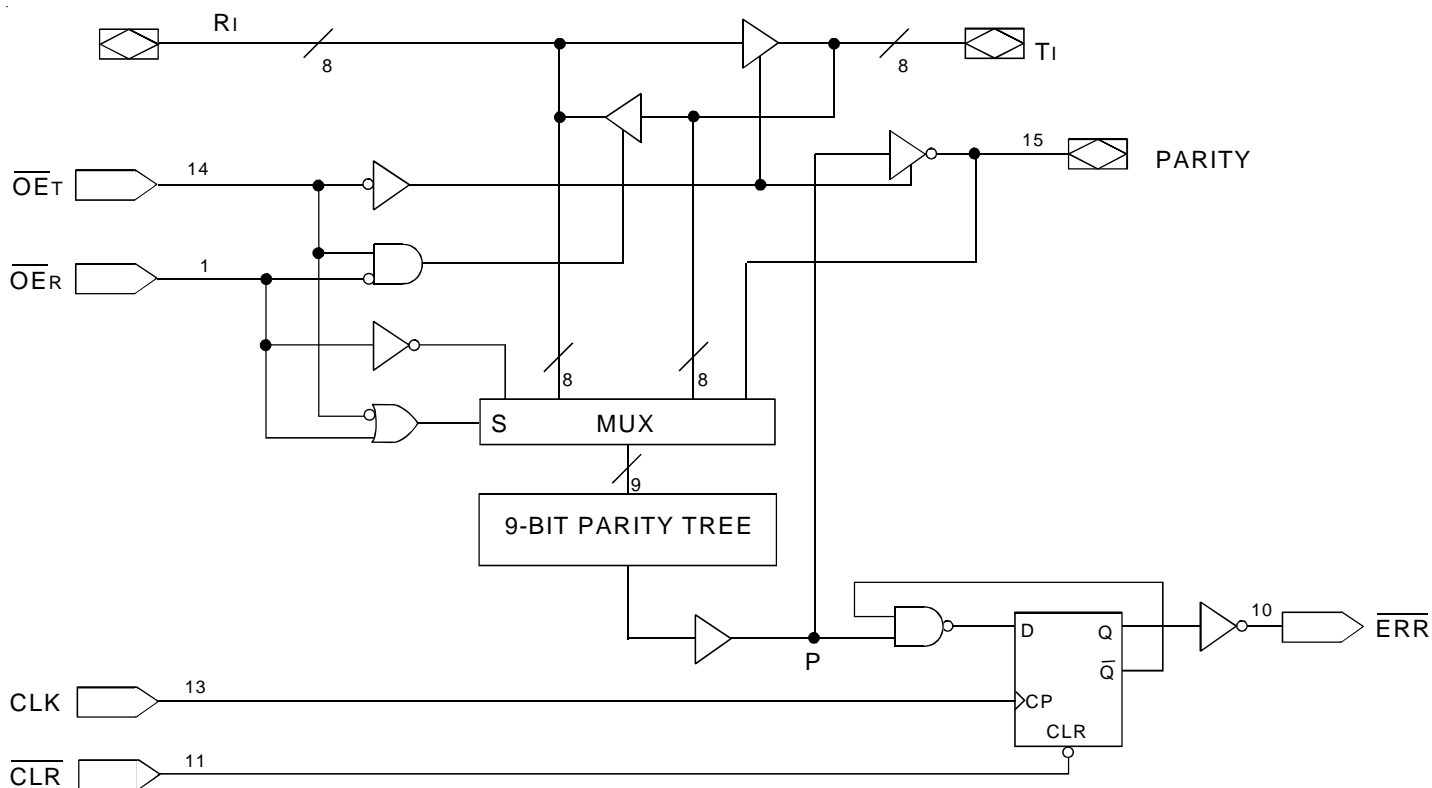 RI
8
8
TI
15
PARITY
OET
14
OER
1
8
8
S
MUX
9
9-BIT PARITY TREE
P
D
Q
Q
10
ERR
CLK
13
CP
CLR
CLR
11